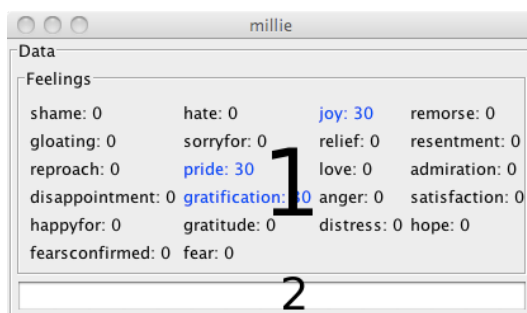 millie
Data
Feelings
shame: 0 hate: 0 joy: 30 remorse: 0
gloating: 0 sorryfor: 0 relief: 0 resentment: 0
reproach: 0 pride: 30 love: 0 admiration: 0
disappointment: 0 gratification: 30 anger: 0 satisfaction: 0
happyfor: 0 gratitude: 0 distress: 0 hope: 0
fearsconfirmed: 0 fear: 0
1
2